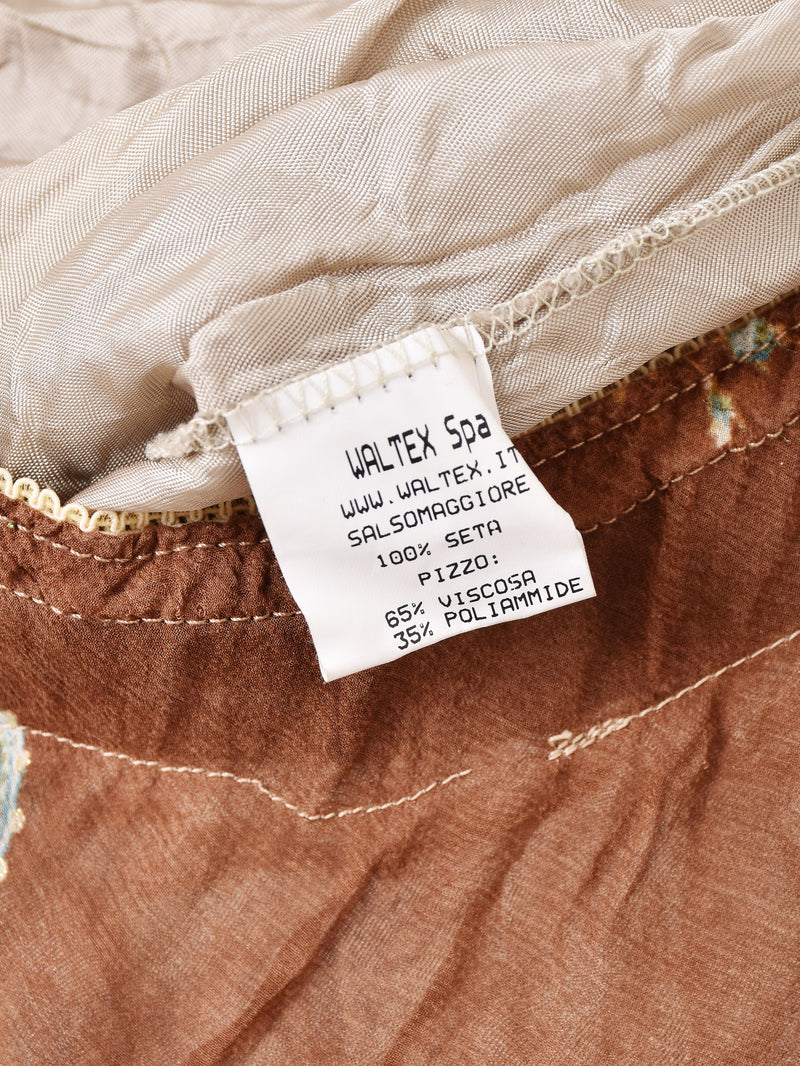 WALTEX Spa
WWW.WALTEX.IT
SALSOMAGGIORE
100% SETA
PIZZO:
65% VISCOSA
35% POLIAMMIDE